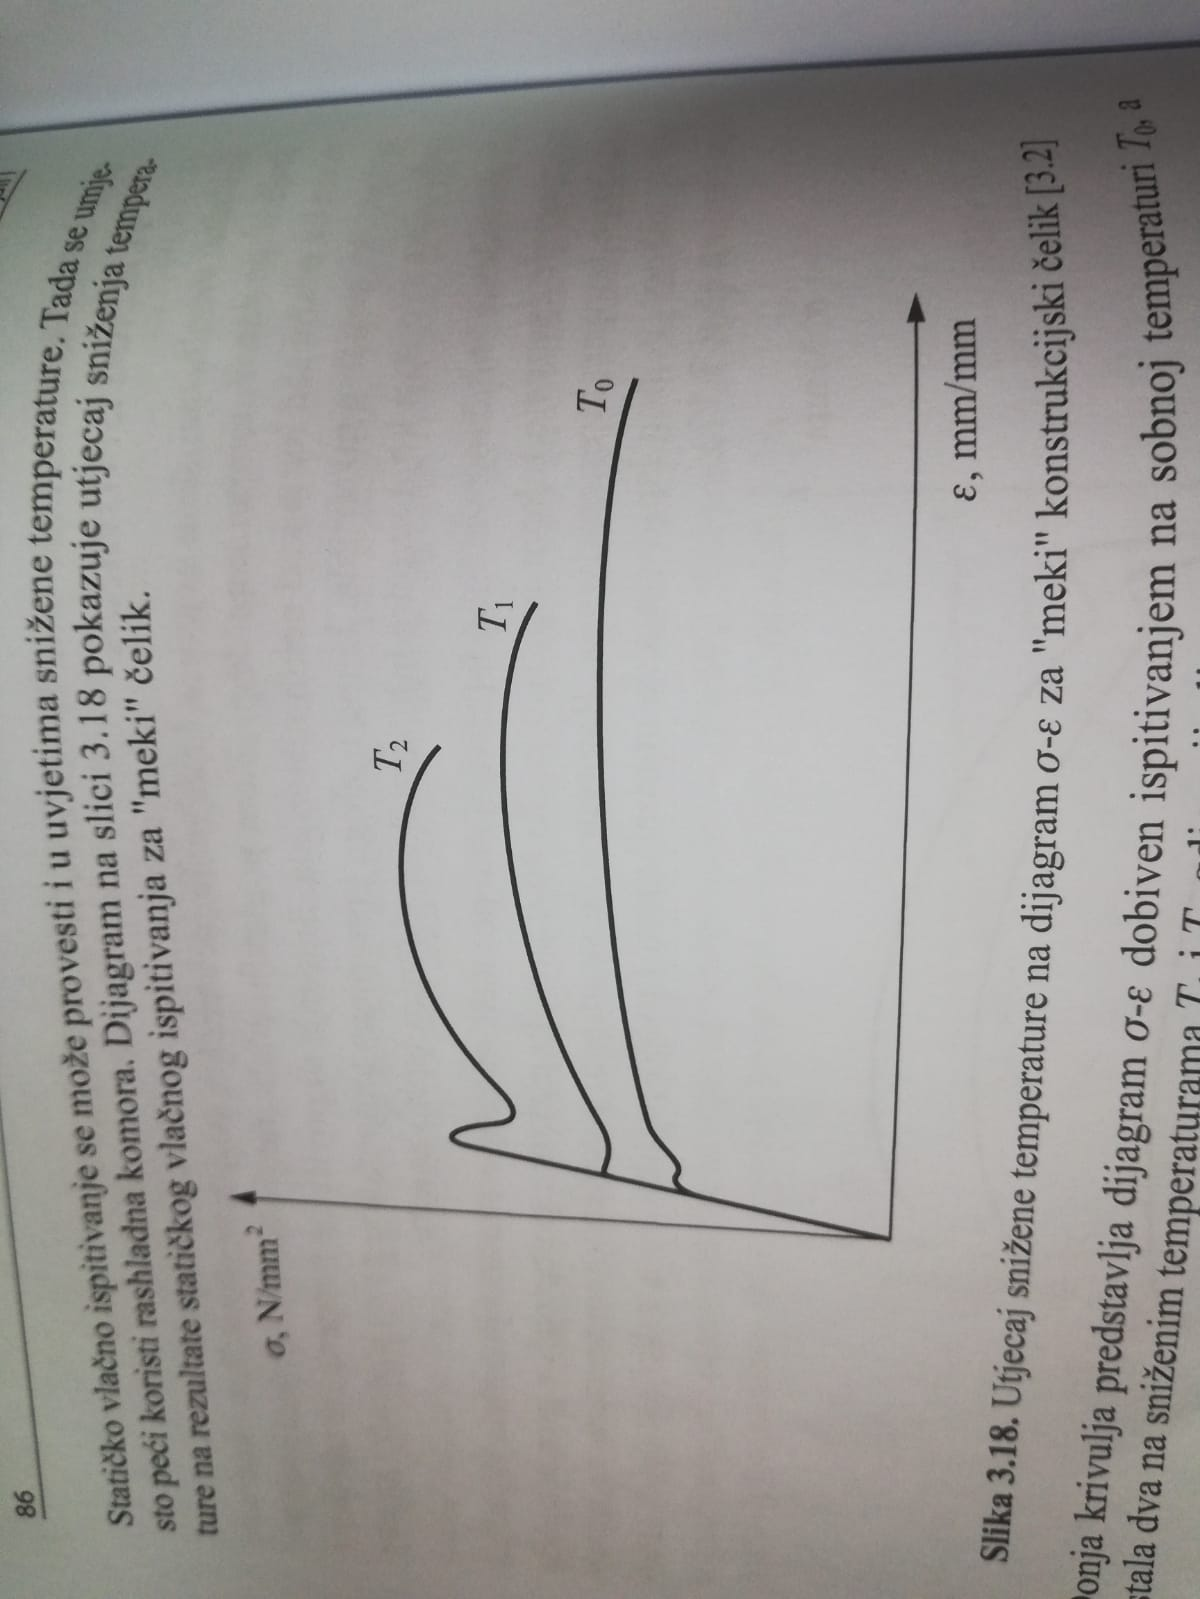 86
Statičko vlačno ispitivanje se može provesti i u uvjetima snižene temperature. Tada se umje-
sto peći koristi rashladna komora. Dijagram na slici 3.18 pokazuje utjecaj sniženja tempera-
ture na rezultate statičkog vlačnog ispitivanja za "meki" čelik.
σ, N/mm²
T₂
T₁
T₀
ε, mm/mm
Slika 3.18. Utjecaj snižene temperature na dijagram σ-ε za "meki" konstrukcijski čelik [3.2]
Donja krivulja predstavlja dijagram σ-ε dobiven ispitivanjem na sobnoj temperaturi T₀, a
stala dva na sniženim temperaturama